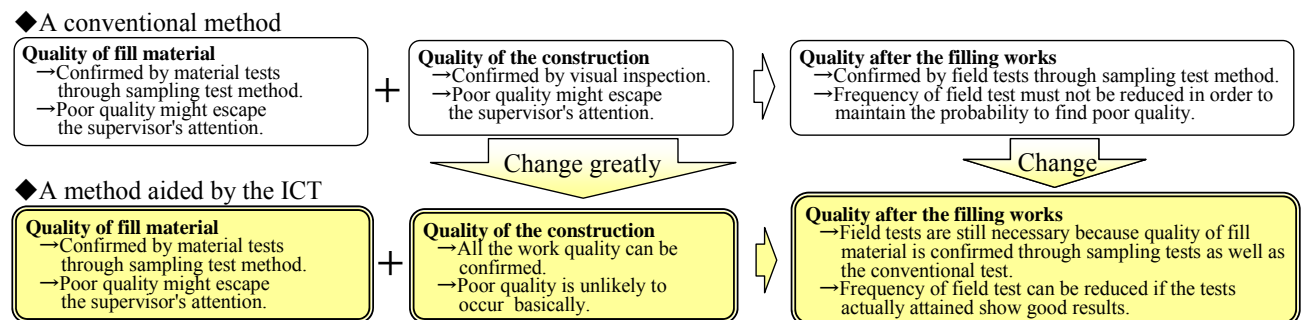 ◆A conventional method
Quality of fill material
→Confirmed by material tests
through sampling test method.
→Poor quality might escape
the supervisor's attention.
+
Quality of the construction
→Confirmed by visual inspection.
→Poor quality might escape
the supervisor's attention.
Quality after the filling works
→Confirmed by field tests through sampling test method.
→Frequency of field test must not be reduced in order to
maintain the probability to find poor quality.
Change greatly
Change
◆A method aided by the ICT
Quality of fill material
→Confirmed by material tests
through sampling test method.
→Poor quality might escape
the supervisor's attention.
+
Quality of the construction
→All the work quality can be
confirmed.
→Poor quality is unlikely to
occur basically.
Quality after the filling works
→Field tests are still necessary because quality of fill
material is confirmed through sampling tests as well as
the conventional test.
→Frequency of field test can be reduced if the tests
actually attained show good results.